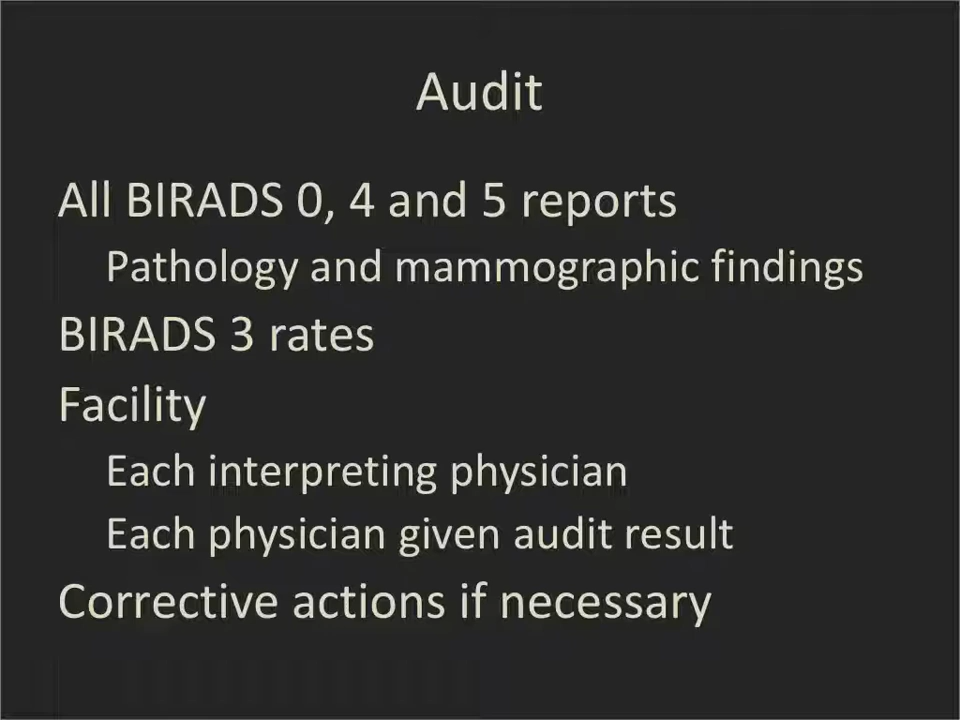 Audit
All BIRADS 0, 4 and 5 reports
Pathology and mammographic findings
BIRADS 3 rates
Facility
Each interpreting physician
Each physician given audit result
Corrective actions if necessary